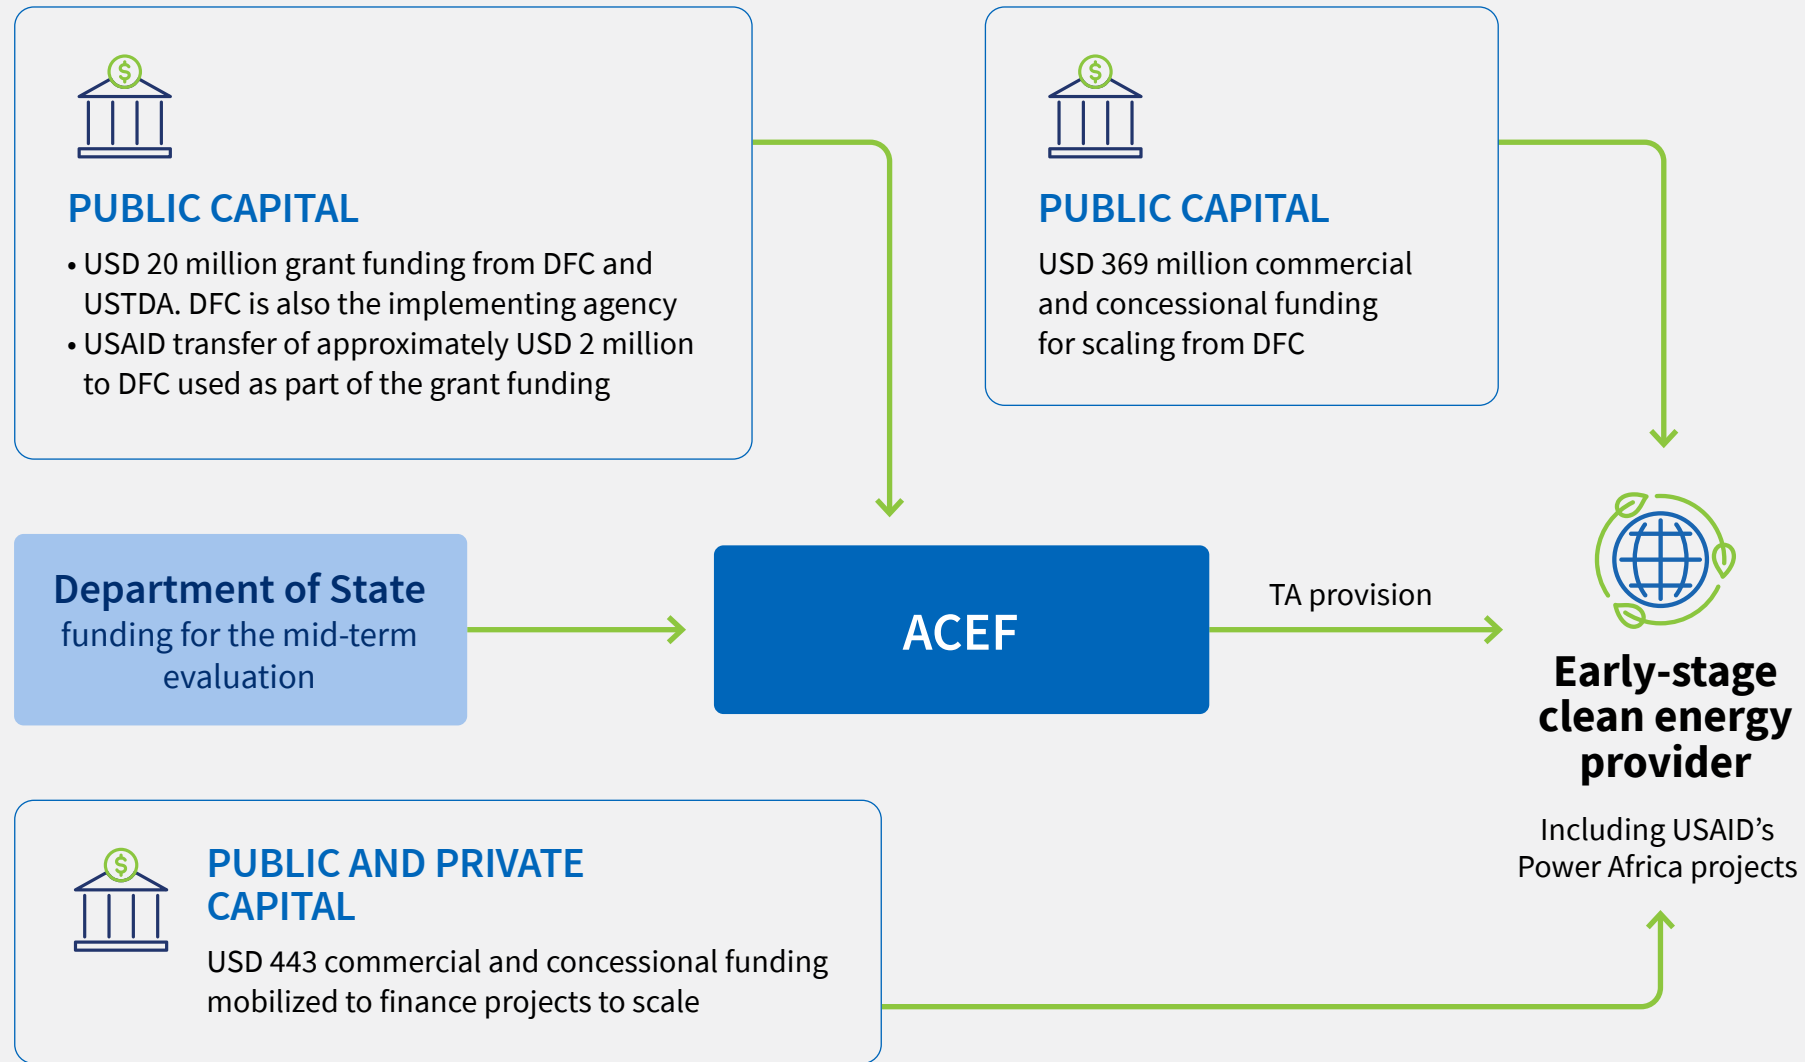 PUBLIC CAPITAL
• USD 20 million grant funding from DFC and
USTDA. DFC is also the implementing agency
• USAID transfer of approximately USD 2 million
to DFC used as part of the grant funding
PUBLIC CAPITAL
USD 369 million commercial
and concessional funding
for scaling from DFC
Department of State
funding for the mid-term
evaluation
ACEF
TA provision
Early-stage
clean energy
provider
Including USAID’s
Power Africa projects
PUBLIC AND PRIVATE
CAPITAL
USD 443 commercial and concessional funding
mobilized to finance projects to scale